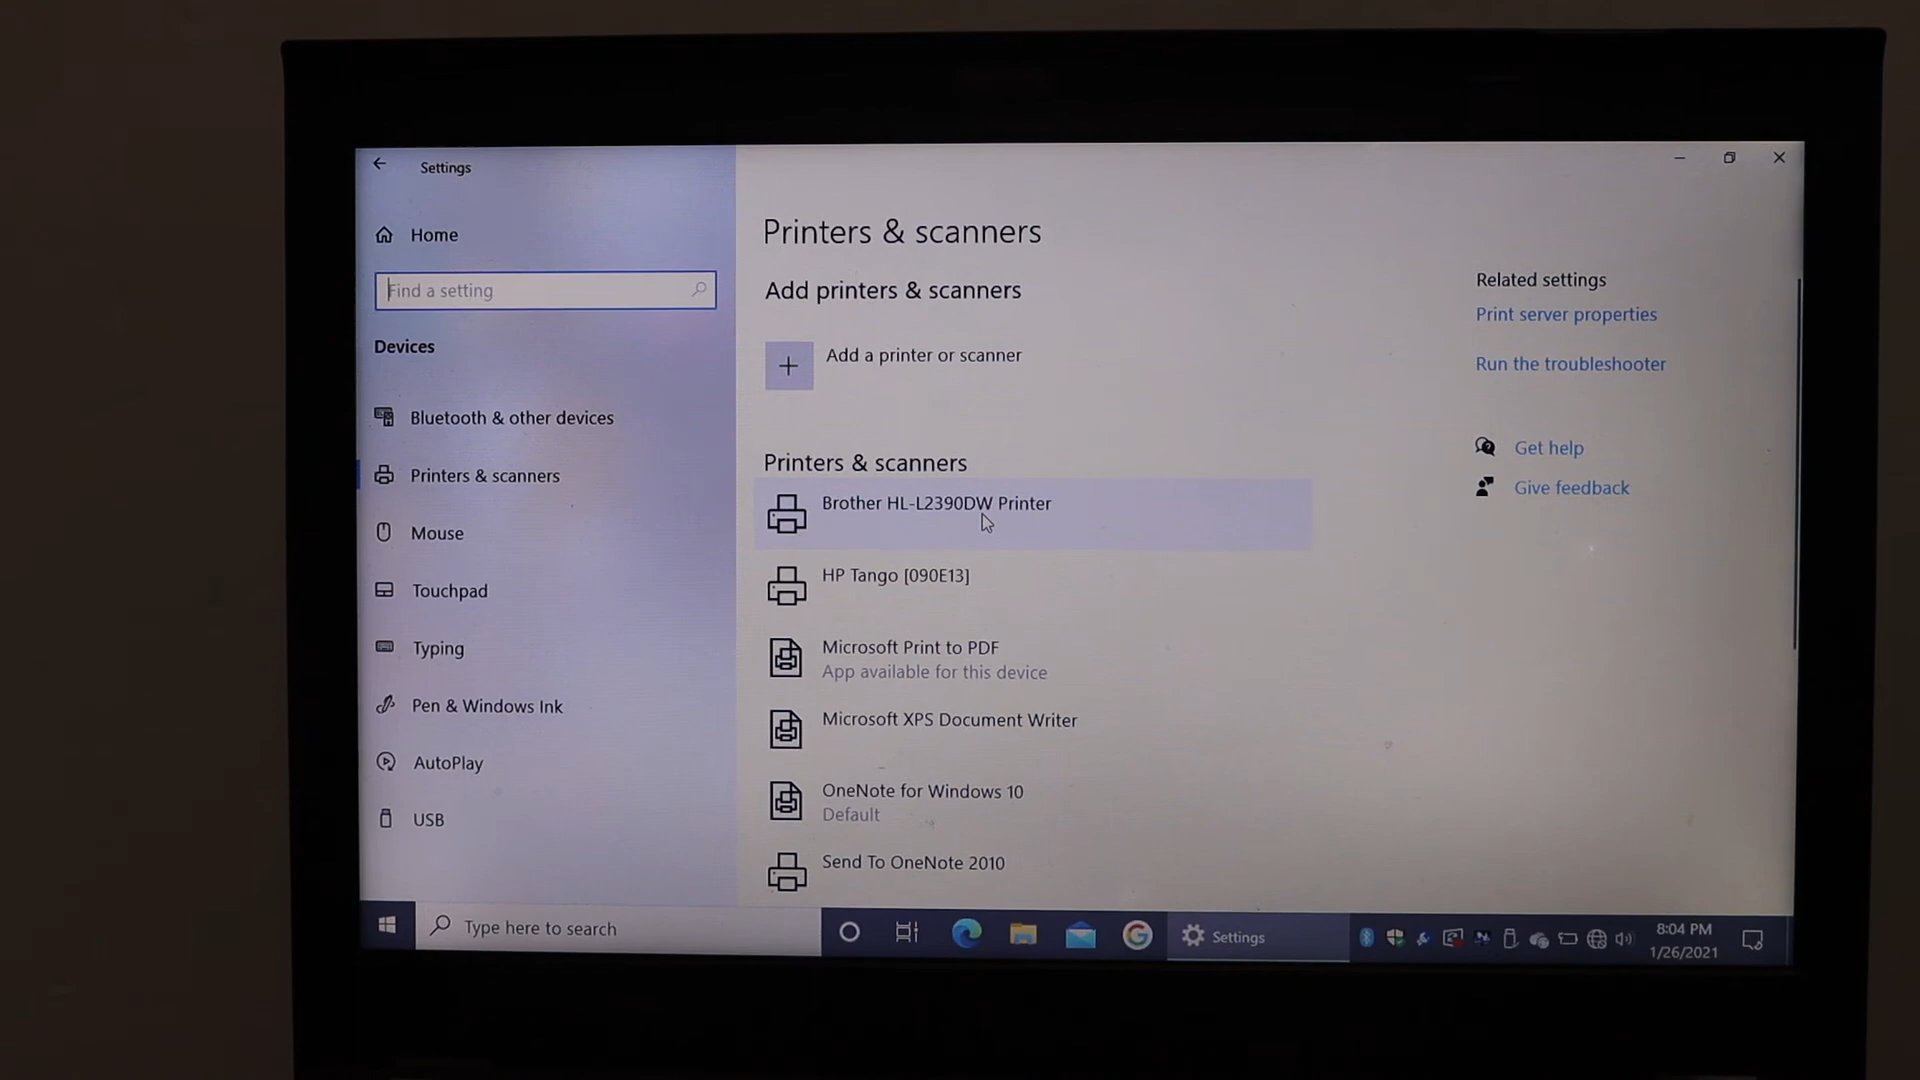 Settings
Home
Find a setting
Devices
Bluetooth & other devices
Printers & scanners
Mouse
Touchpad
Typing
Pen & Windows Ink
AutoPlay
USB
Printers & scanners
Add printers & scanners
Add a printer or scanner
Printers & scanners
Brother HL-L2390DW Printer
HP Tango [090E13]
Microsoft Print to PDF
App available for this device
Microsoft XPS Document Writer
OneNote for Windows 10
Default
Send To OneNote 2010
Related settings
Print server properties
Run the troubleshooter
Get help
Give feedback
Type here to search
Settings
8:04 PM
1/26/2021